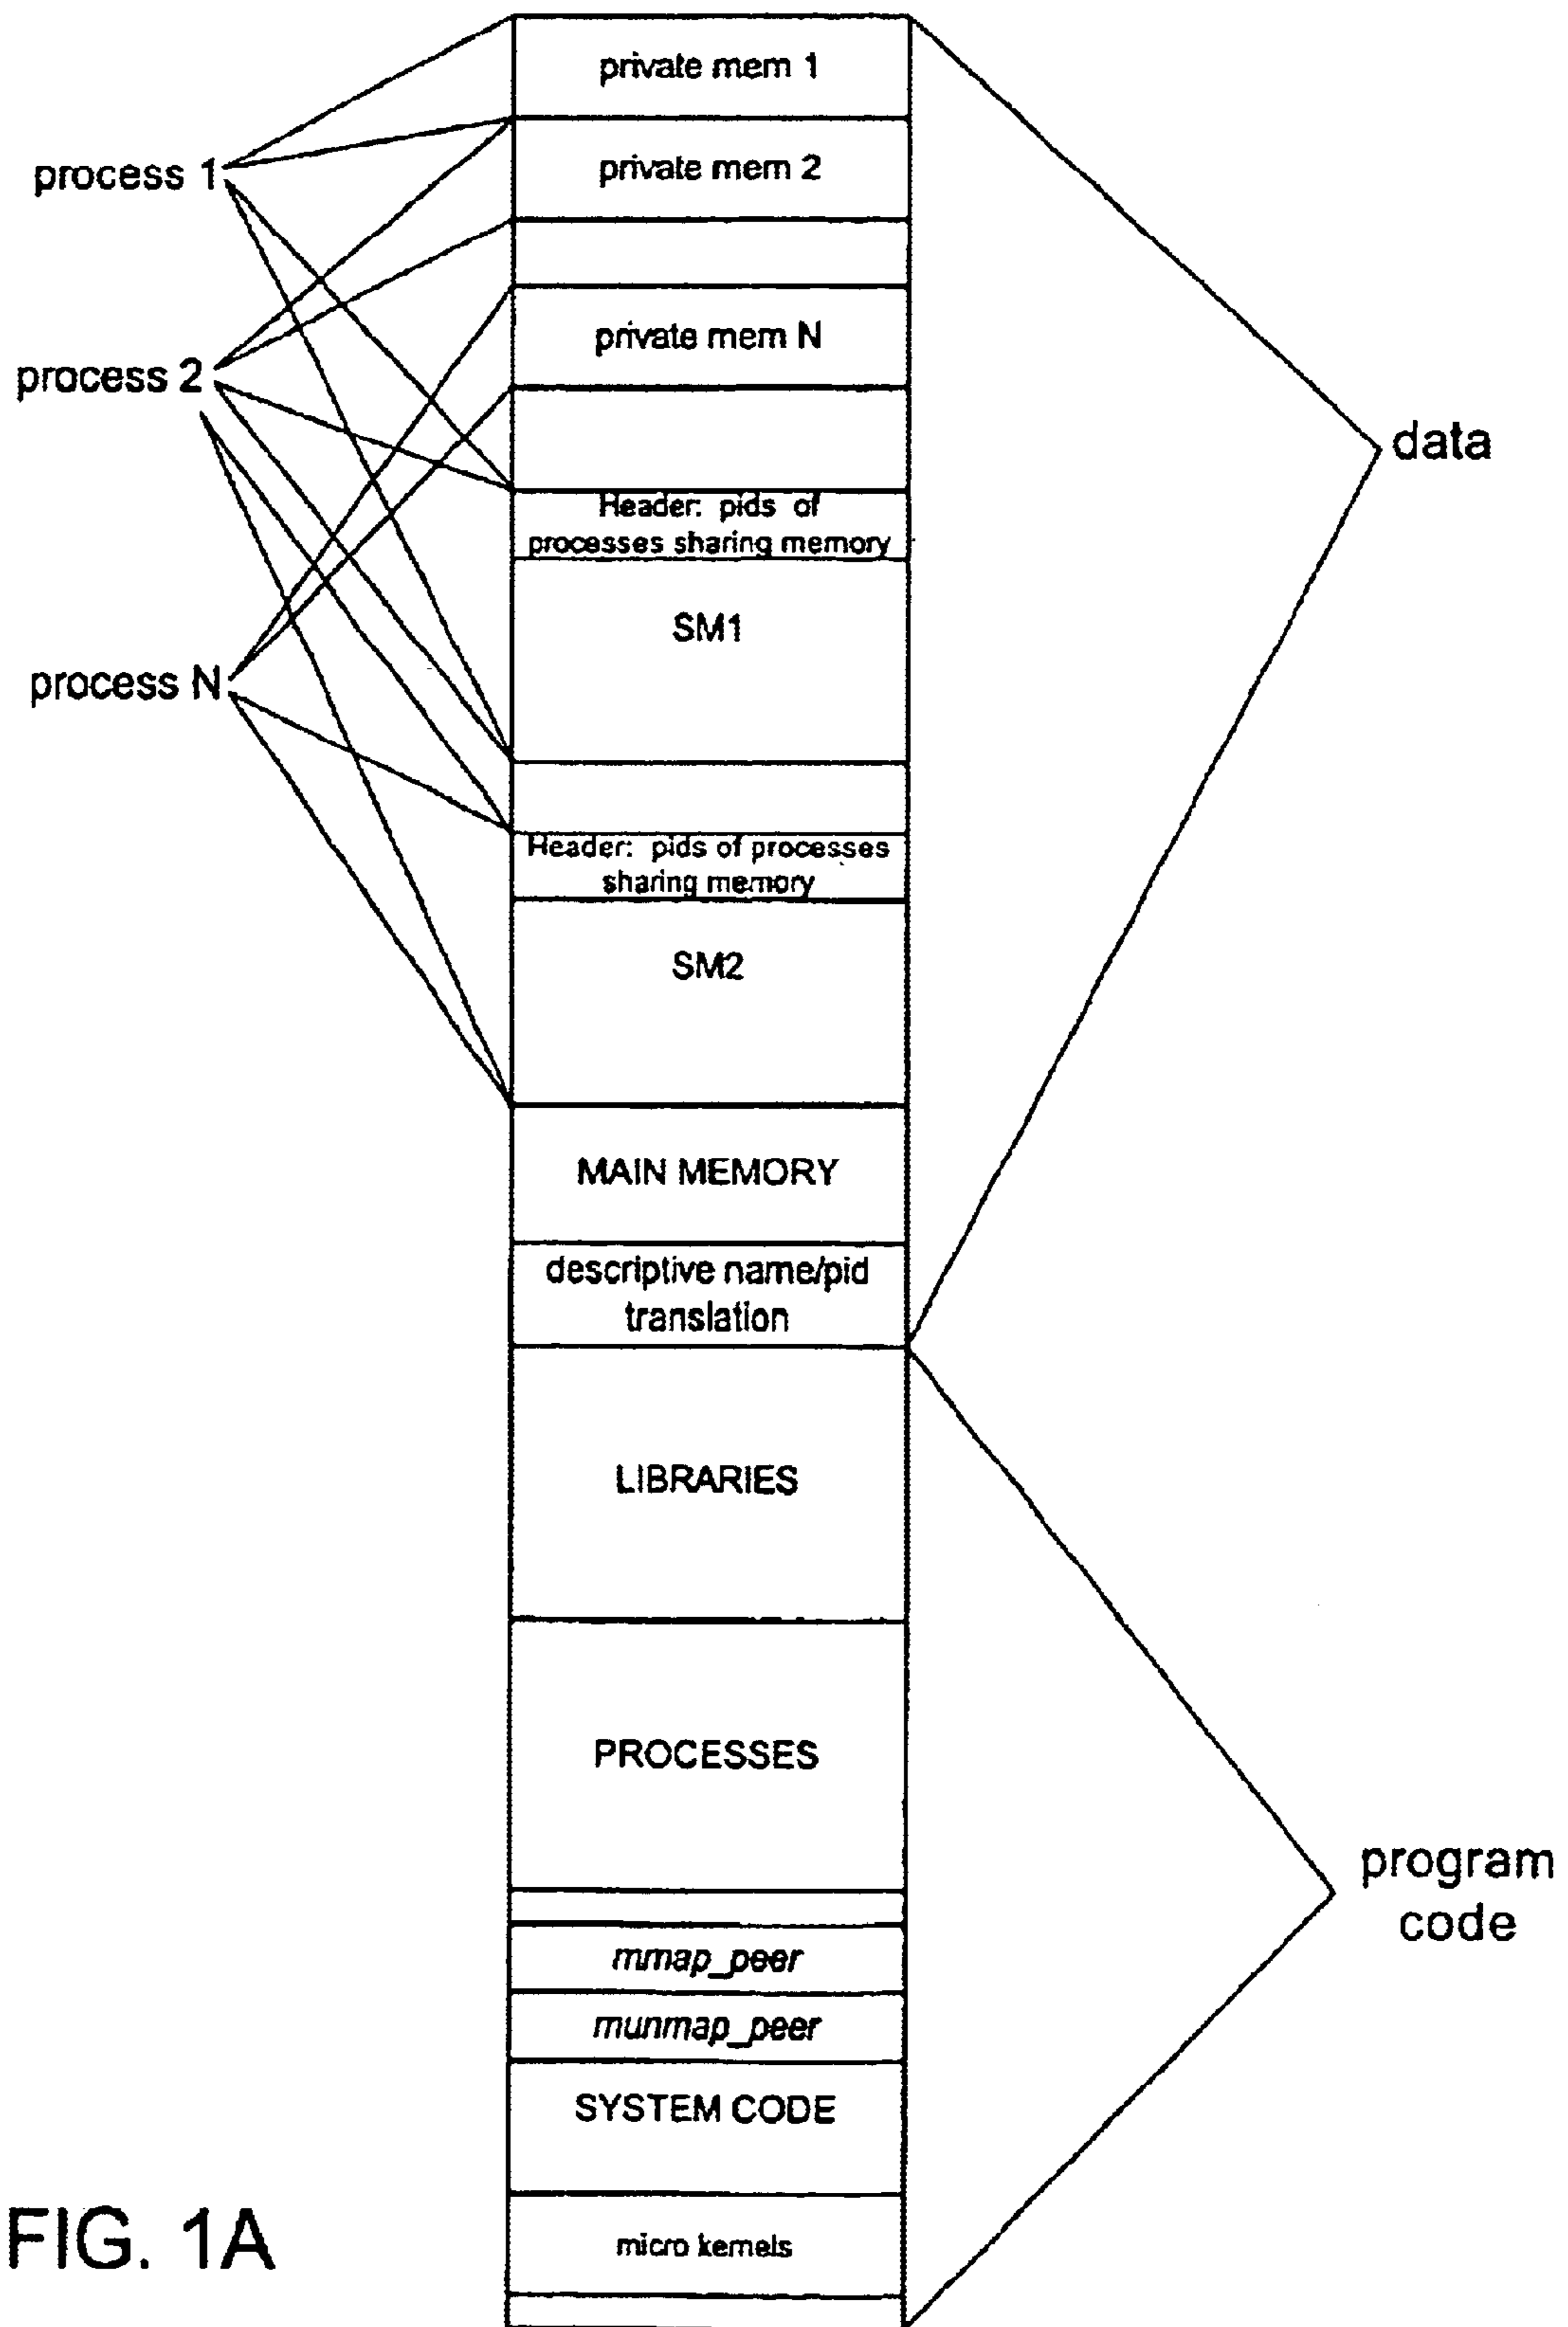 private mem 1
process 1
private mem 2
private mem N
process 2
data
Header: pids of
processes sharing memory
SM1
process N
Header: pids of processes
sharing memory
SM2
MAIN MEMORY
descriptive name/pid
translation
LIBRARIES
PROCESSES
program
code
mmap_peer
munmap_peer
SYSTEM CODE
micro kernels
FIG. 1A